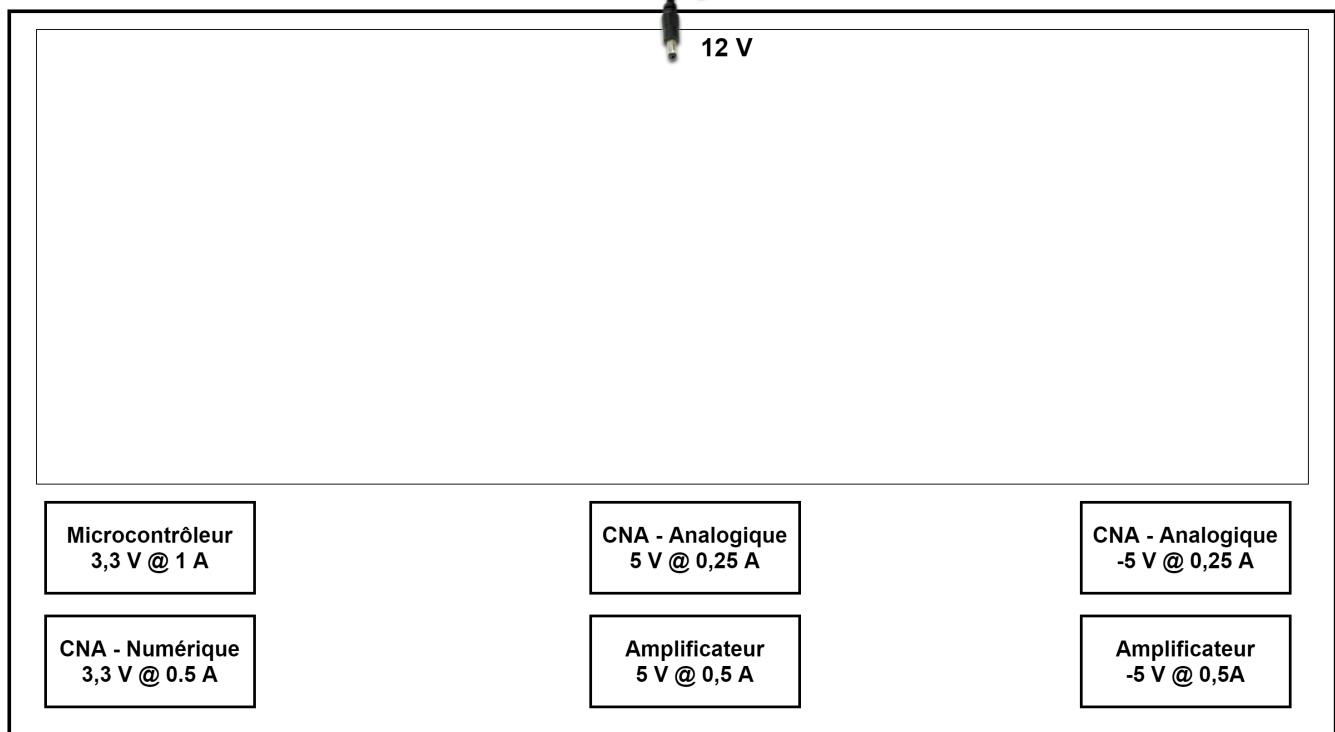 12 V
Microcontrôleur
3,3 V @ 1 A
CNA - Analogique
5 V @ 0,25 A
CNA - Analogique
-5 V @ 0,25 A
CNA - Numérique
3,3 V @ 0.5 A
Amplificateur
5 V @ 0,5 A
Amplificateur
-5 V @ 0,5A